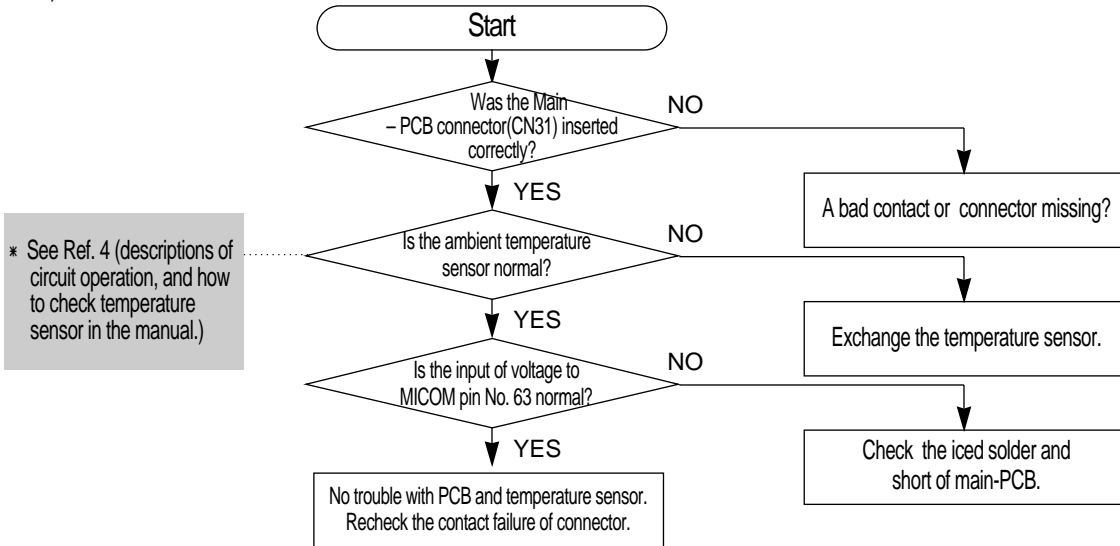 Start
Was the Main
– PCB connector(CN31) inserted
correctly?
NO
YES
A bad contact or connector missing?
* See Ref. 4 (descriptions of
circuit operation, and how
to check temperature
sensor in the manual.)
Is the ambient temperature
sensor normal?
NO
YES
Exchange the temperature sensor.
Is the input of voltage to
MICOM pin No. 63 normal?
NO
YES
Check the iced solder and
short of main-PCB.
No trouble with PCB and temperature sensor.
Recheck the contact failure of connector.